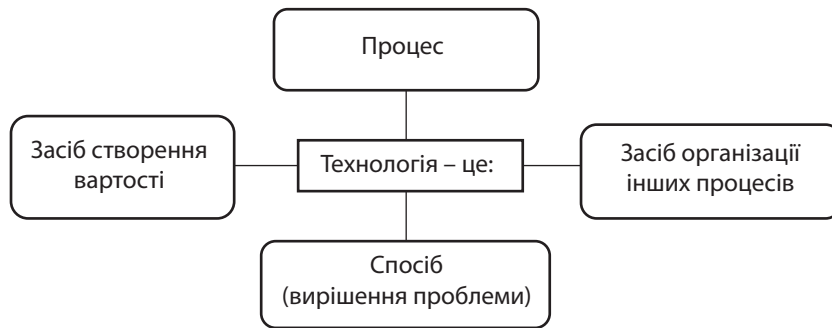 Процес
Засіб створення
вартості
Технологія – це:
Засіб організації
інших процесів
Спосіб
(вирішення проблеми)